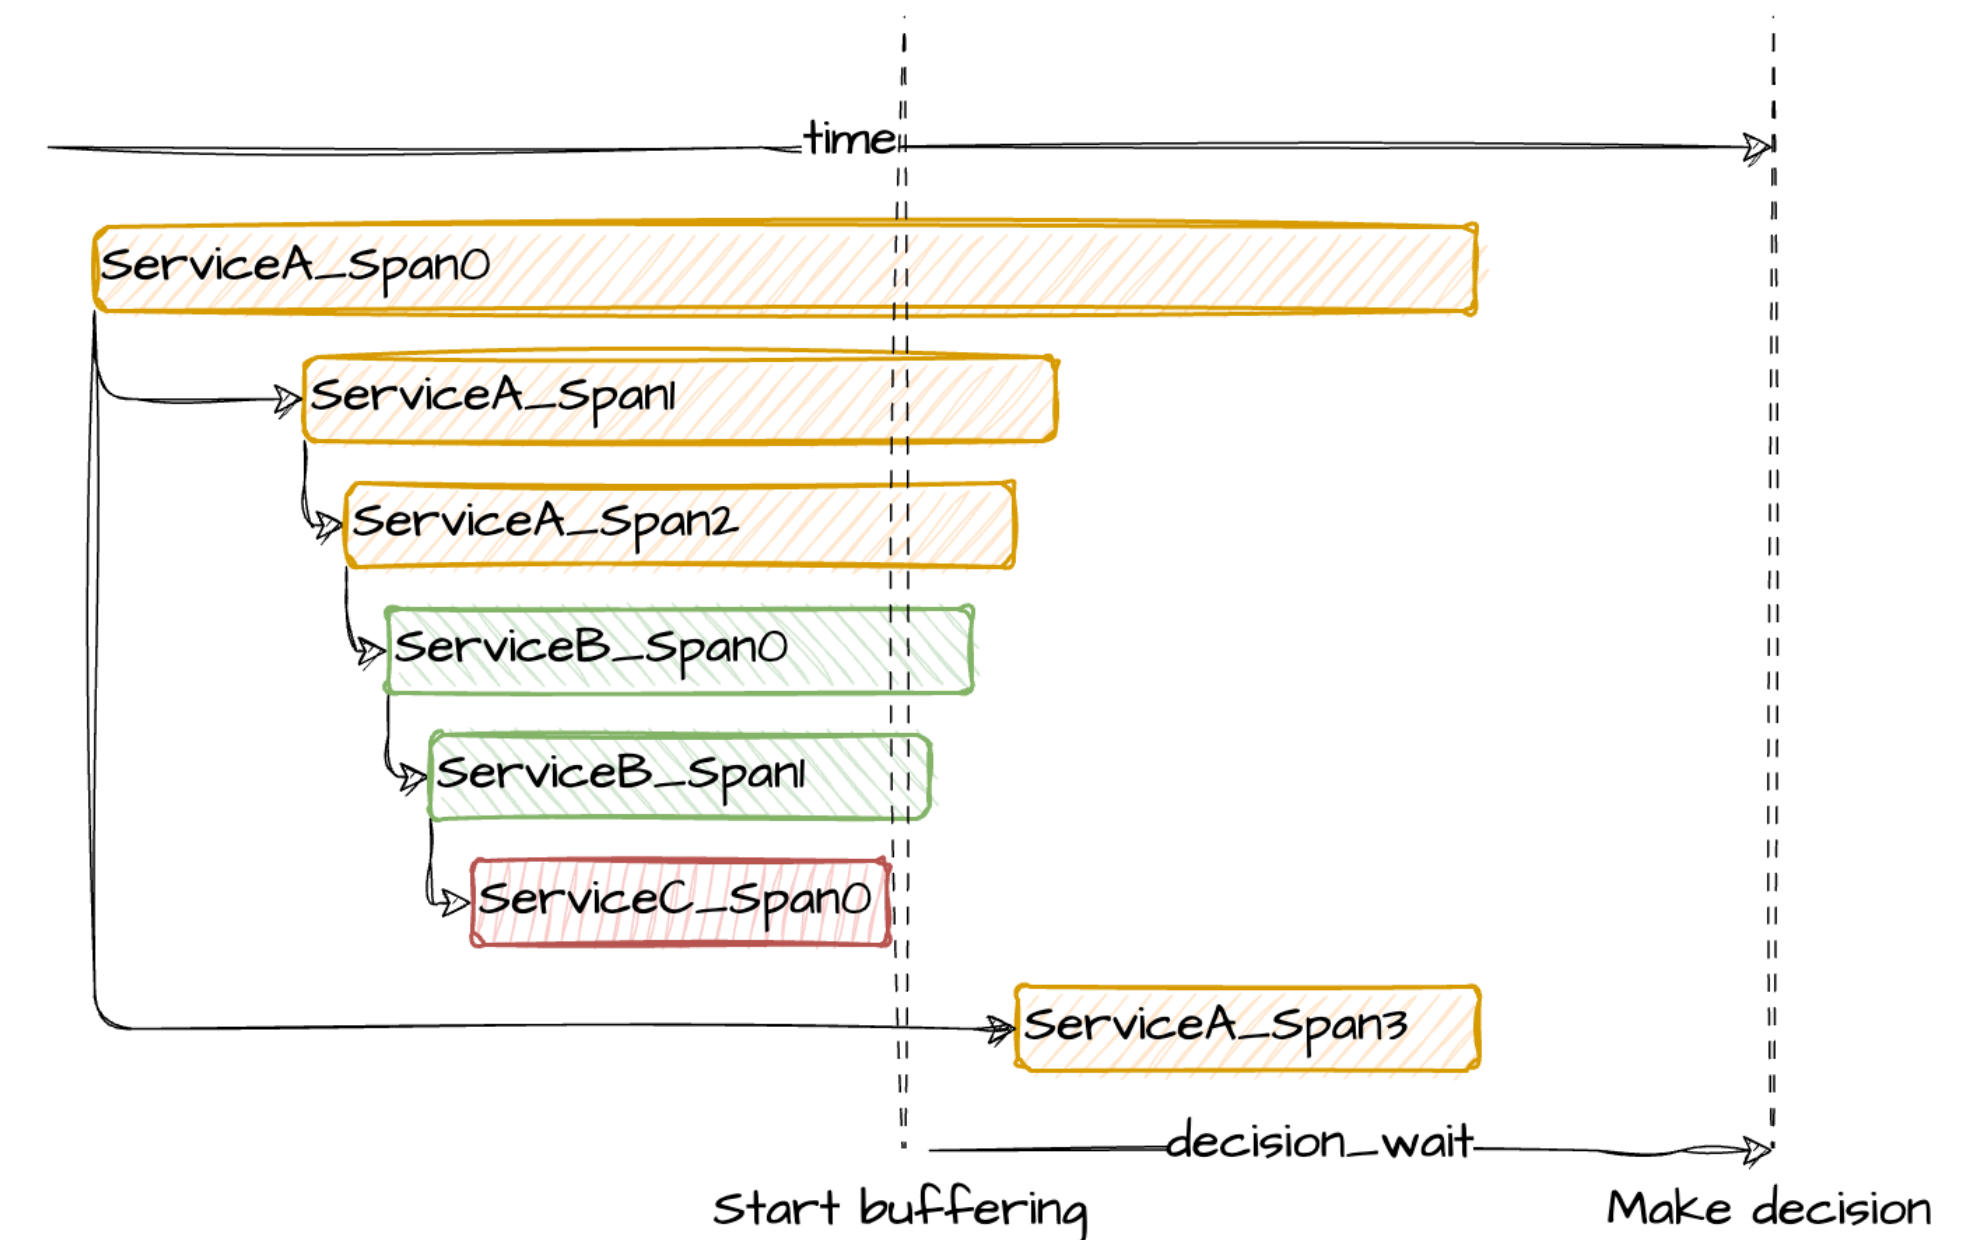 time
ServiceA_Span0
ServiceA_Span1
ServiceA_Span2
ServiceB_Span0
ServiceB_Span1
ServiceC_Span0
ServiceA_Span3
decision_wait
Start buffering
Make decision